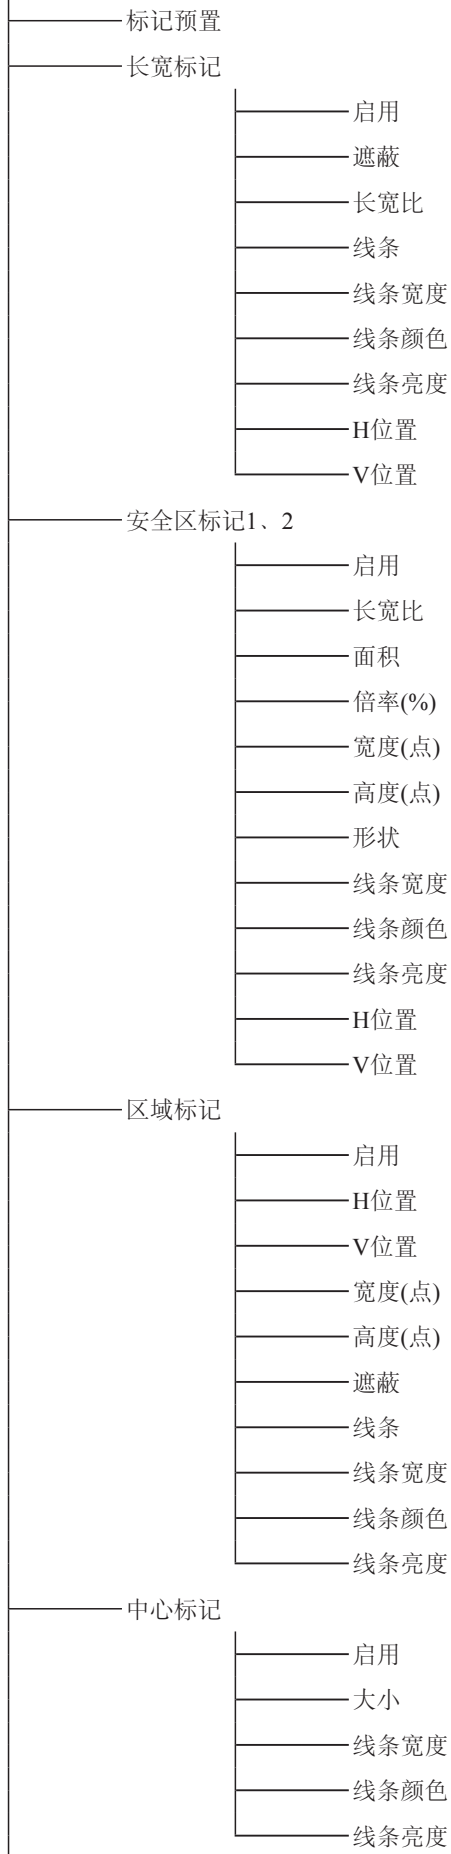 标记预置
长宽标记
启用
遮蔽
长宽比
线条
线条宽度
线条颜色
线条亮度
H位置
V位置
安全区标记1、2
启用
长宽比
面积
倍率(%)
宽度(点)
高度(点)
形状
线条宽度
线条颜色
线条亮度
H位置
V位置
区域标记
启用
H位置
V位置
宽度(点)
高度(点)
遮蔽
线条
线条宽度
线条颜色
线条亮度
中心标记
启用
大小
线条宽度
线条颜色
线条亮度